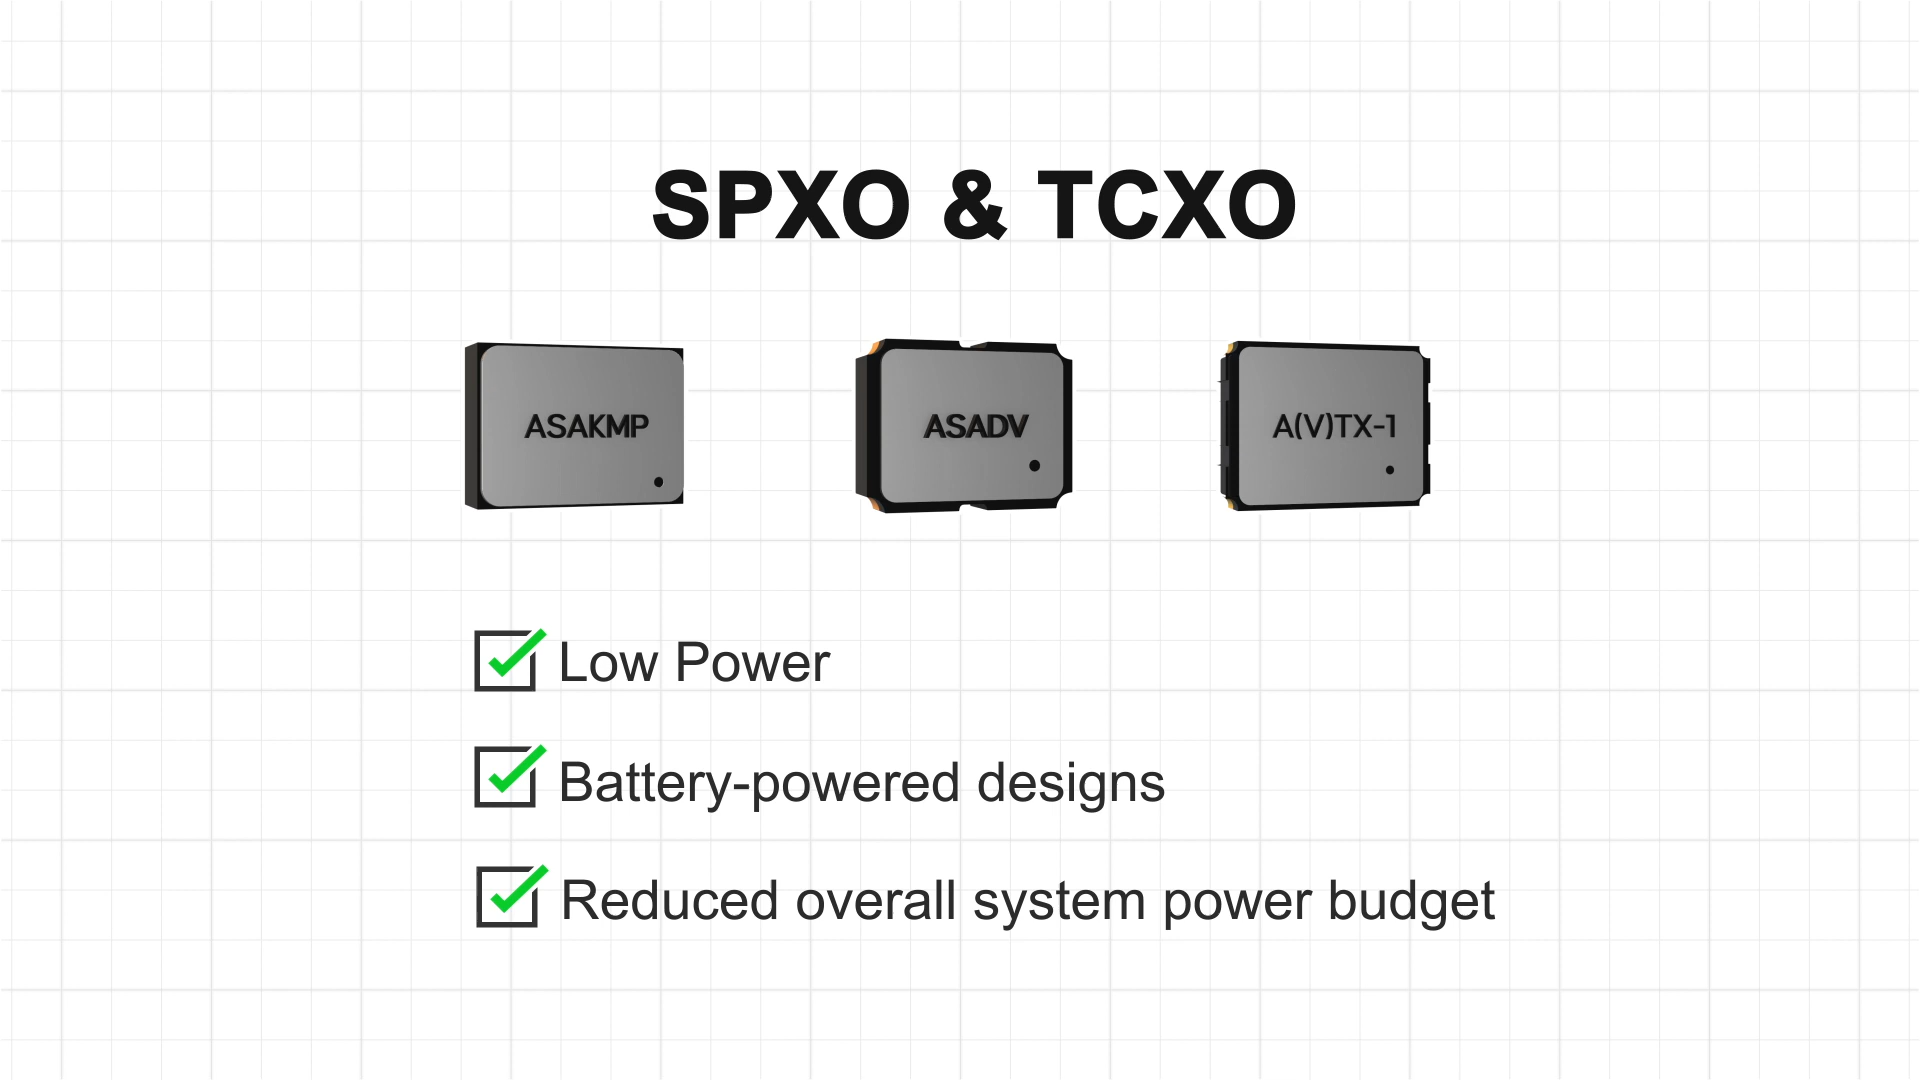 SPXO & TCXO
ASAKMP
ASADV
A(V)TX-1
Low Power
Battery-powered designs
Reduced overall system power budget